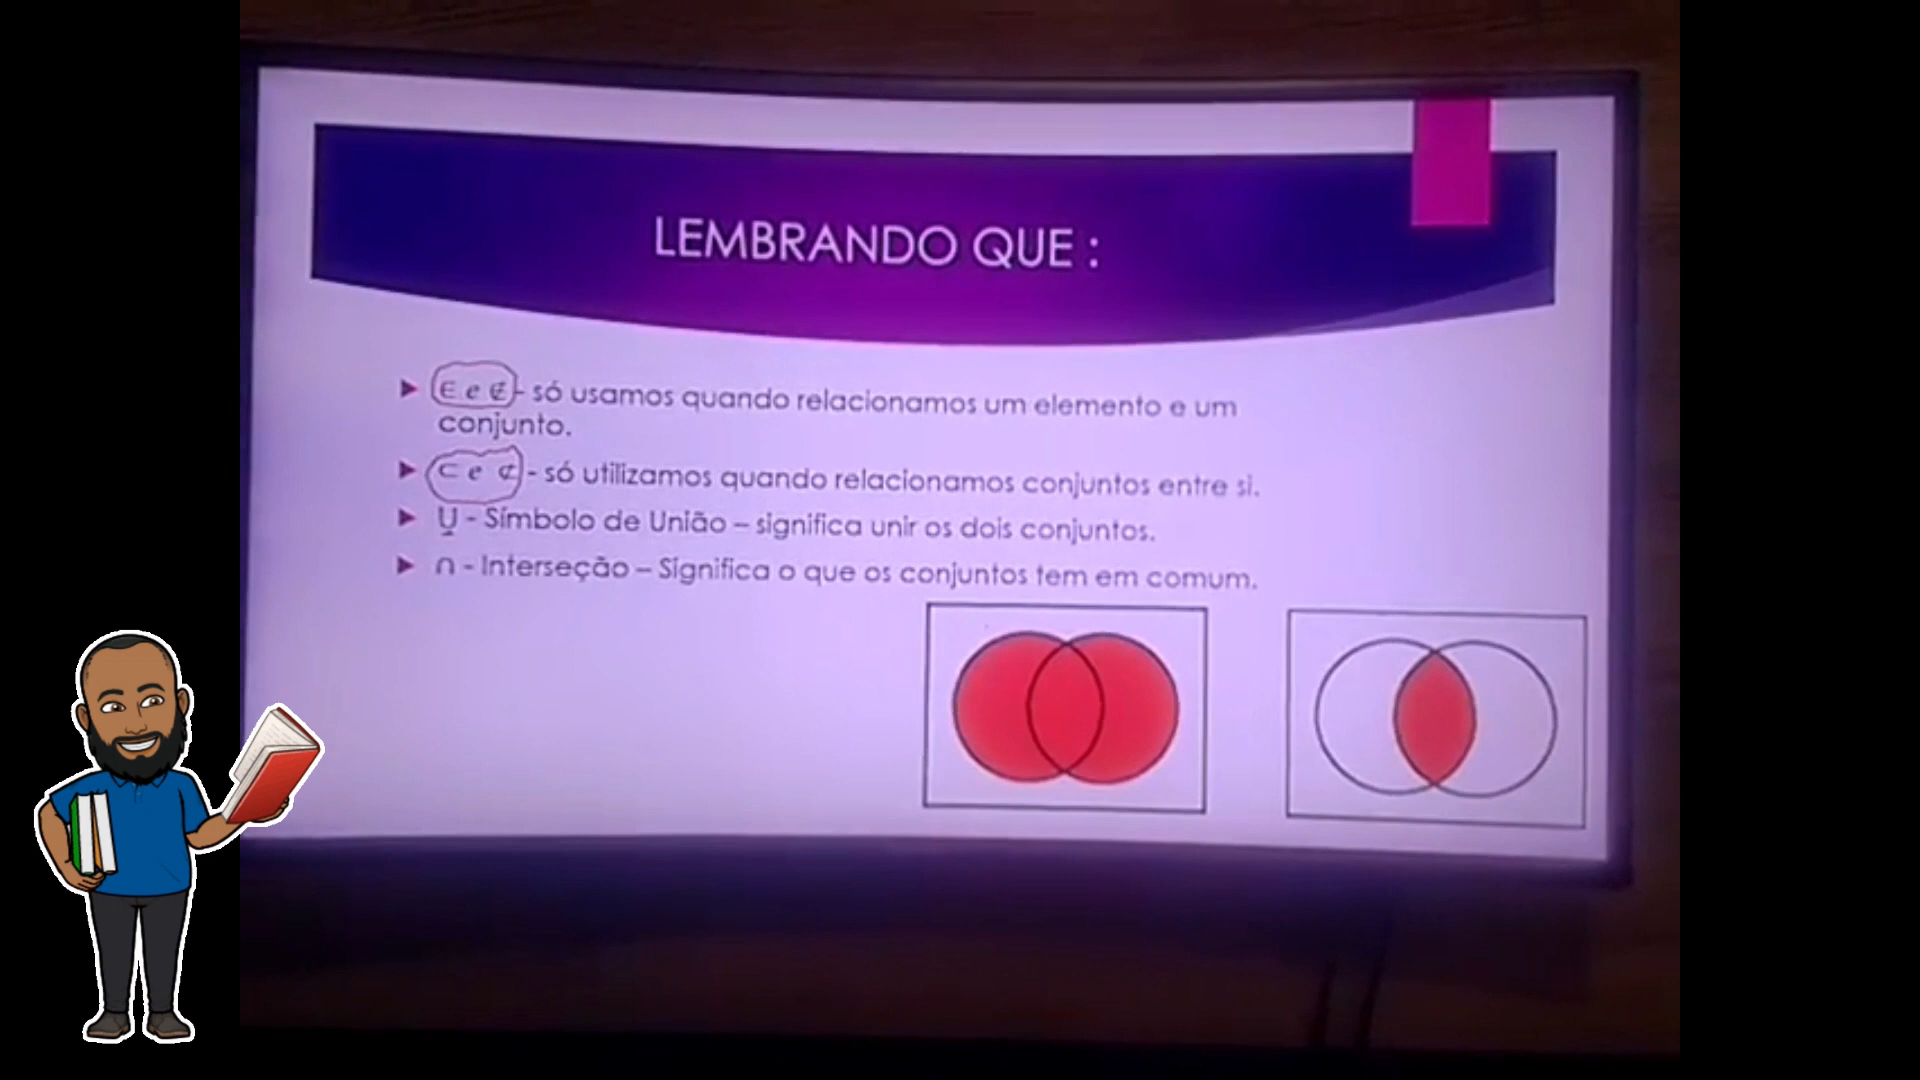 LEMBRANDO QUE :
∈ e ∉ - só usamos quando relacionamos um elemento e um
conjunto.
⊂ e ⊄ - só utilizamos quando relacionamos conjuntos entre si.
U - Símbolo de União – significa unir os dois conjuntos.
∩ - Interseção – Significa o que os conjuntos tem em comum.